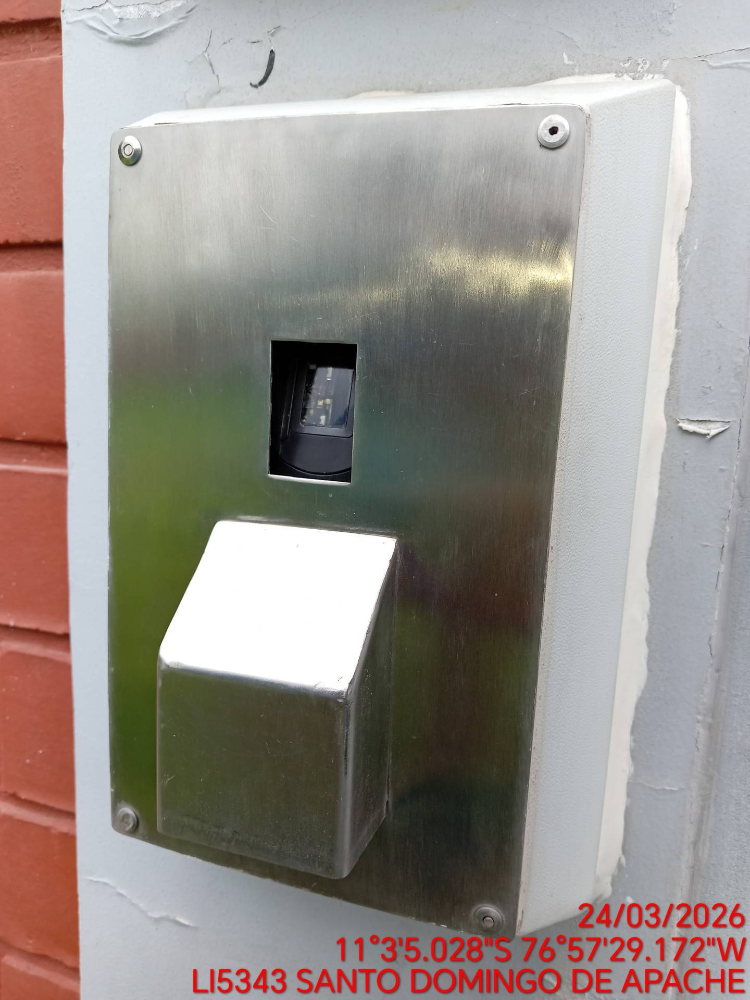 24/03/2026
11°3'5.028"S 76°57'29.172"W
LI5343 SANTO DOMINGO DE APACHE